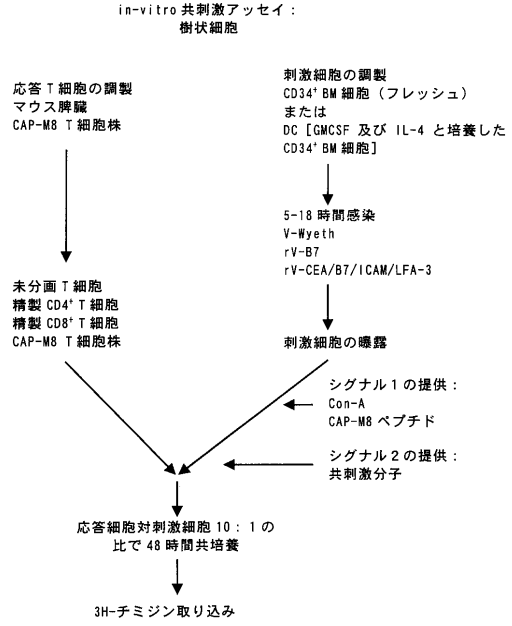 in-vitro 共刺激アッセイ：
樹状細胞
応答 T 細胞の調製
マウス脾臓
CAP-M8 T 細胞株
刺激細胞の調製
CD34⁺ BM 細胞（フレッシュ）
または
DC [GMCSF 及び IL-4 と培養した
CD34⁺ BM 細胞]
5-18 時間感染
V-Wyeth
rV-B7
rV-CEA/B7/ICAM/LFA-3
未分画 T 細胞
精製 CD4⁺ T 細胞
精製 CD8⁺ T 細胞
CAP-M8 T 細胞株
刺激細胞の曝露
シグナル１の提供：
Con-A
CAP-M8 ペプチド
シグナル２の提供：
共刺激分子
応答細胞対刺激細胞 10：1 の
比で 48 時間共培養
3H-チミジン取り込み